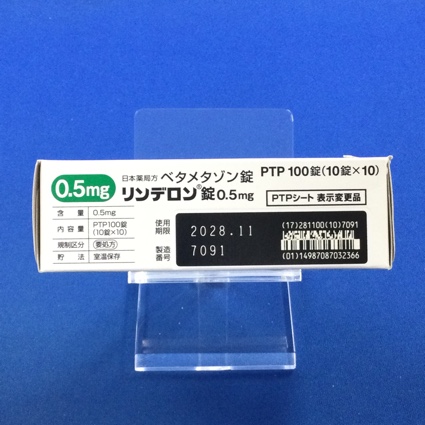 0.5mg
日本薬局方 ベタメタゾン錠
リンデロン®錠0.5mg
PTP 100錠(10錠×10)
PTPシート 表示変更品
含量 0.5mg
内容量 PTP100錠
(10錠×10)
規制区分 要処方
貯法 室温保存
使用
期限 2028.11
製造
番号 7091
(17)281100(10)7091
(01)14987087032366